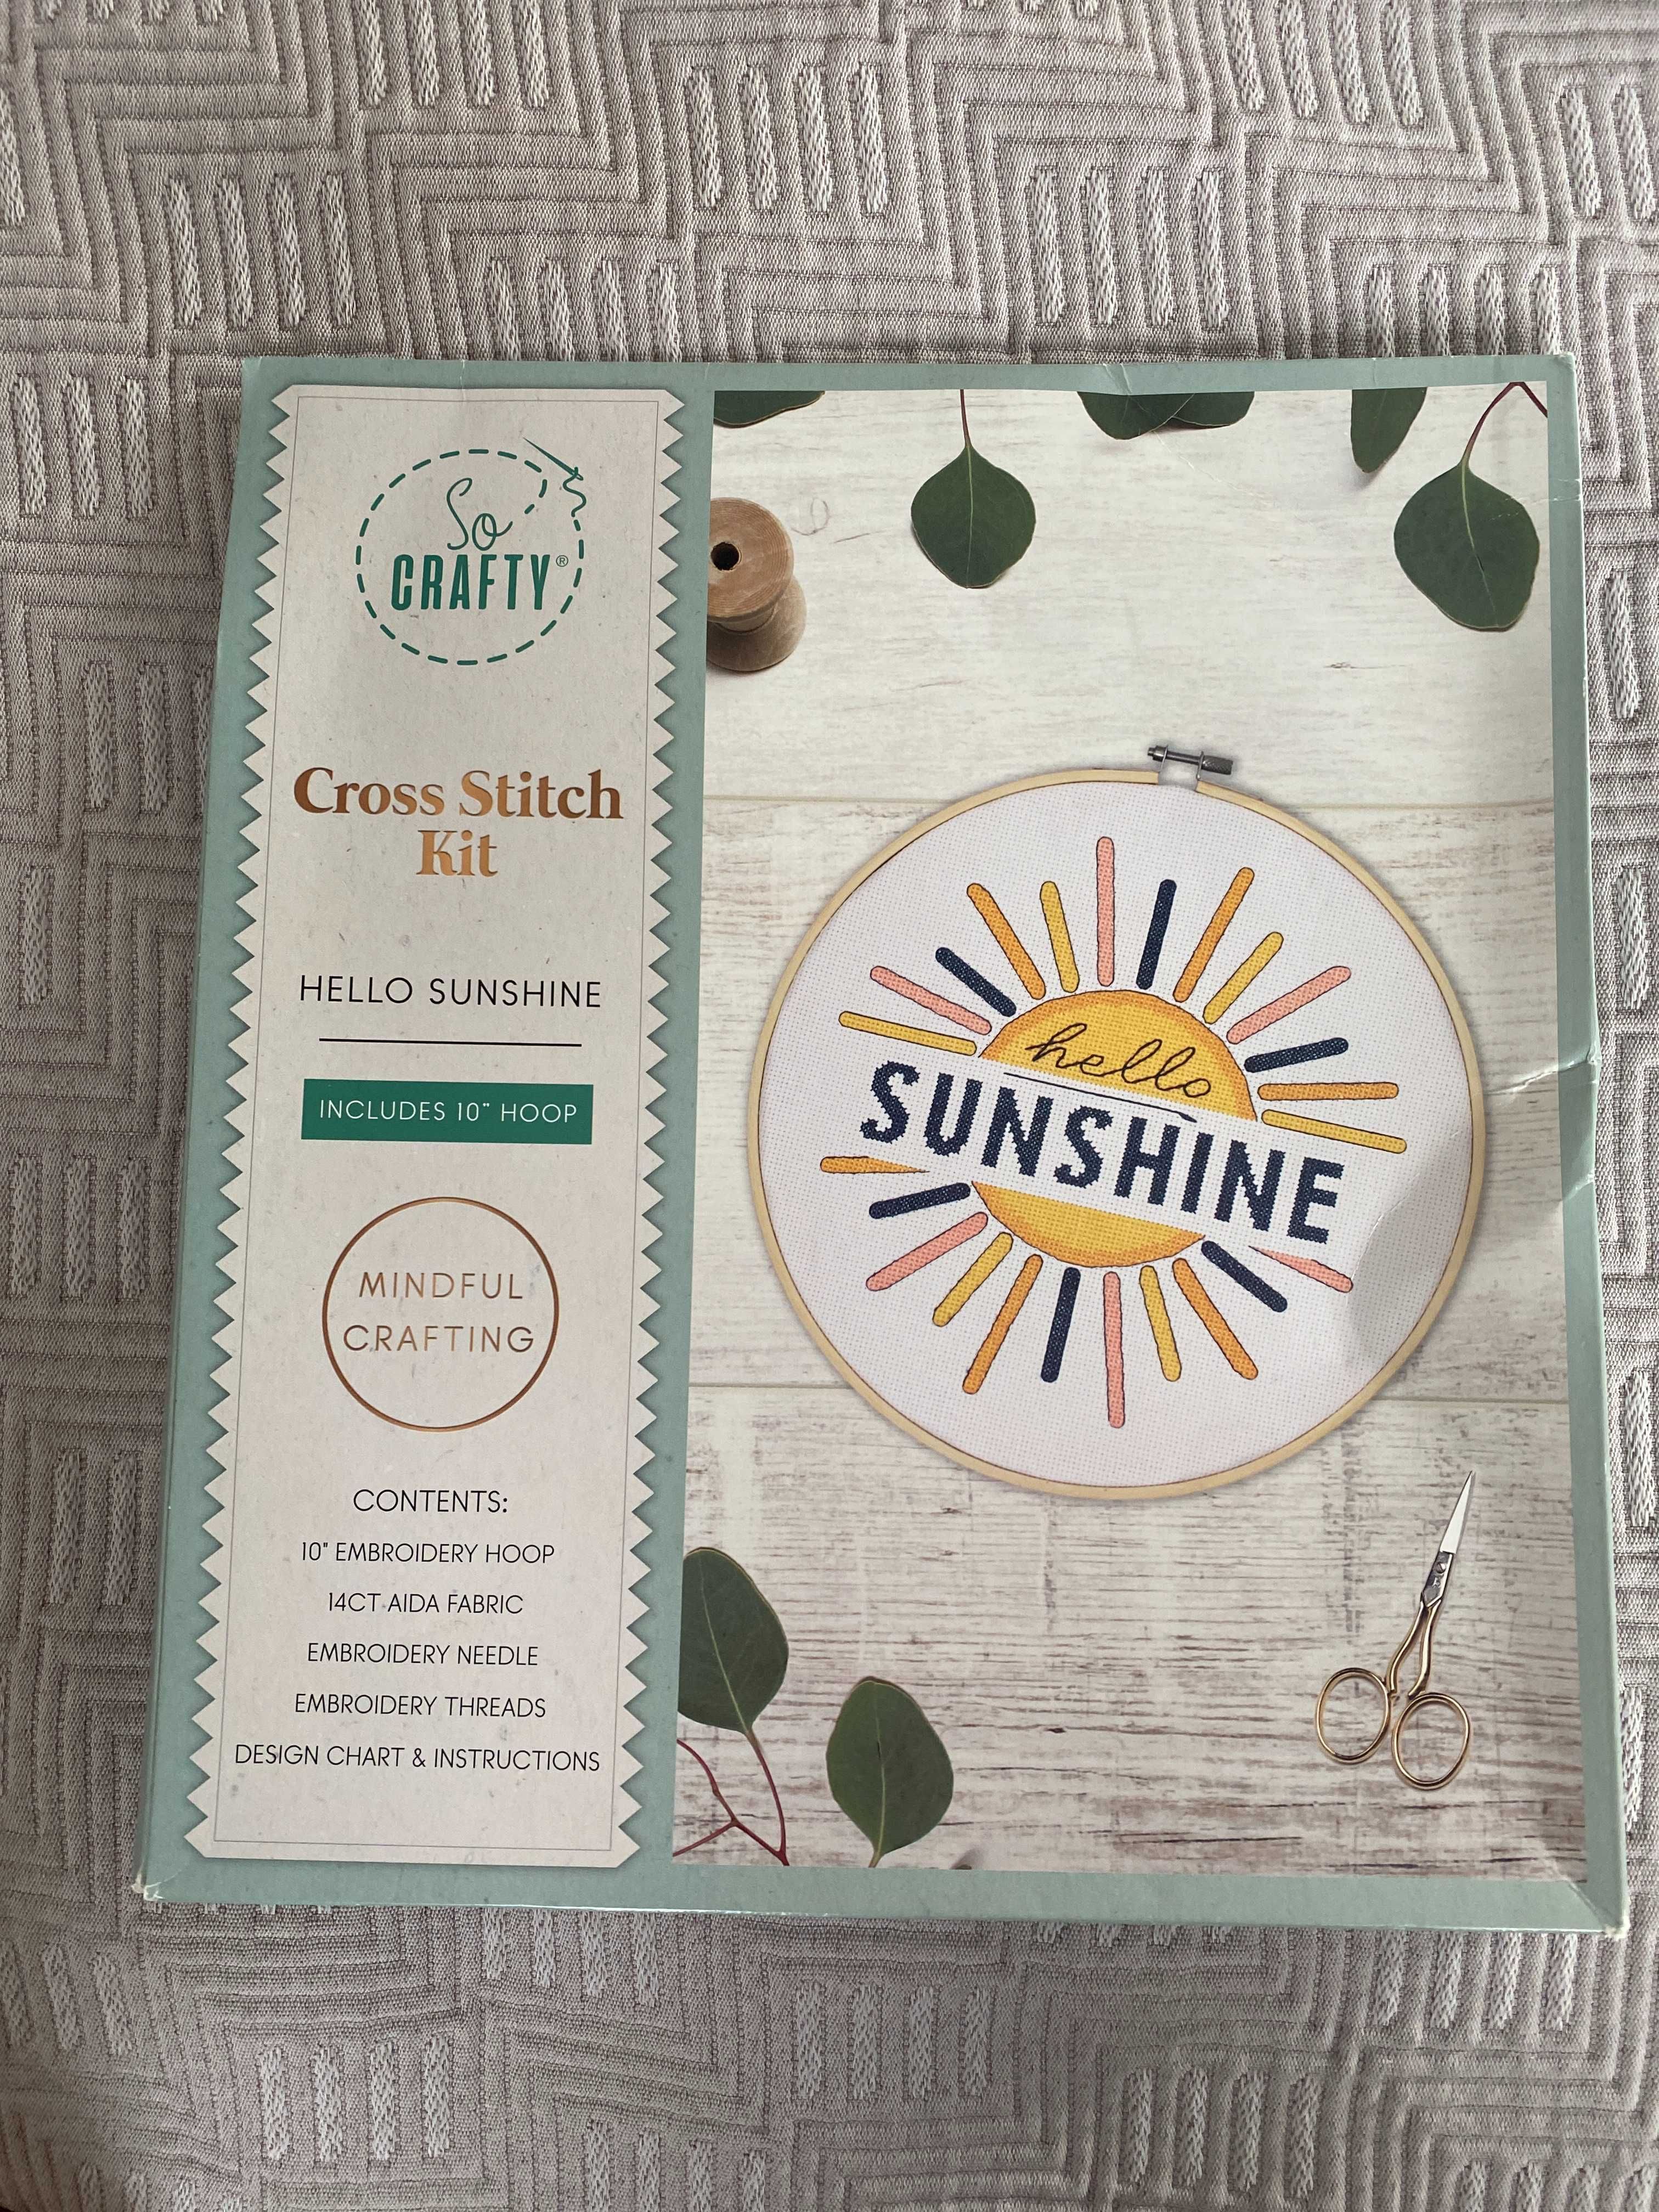 So
CRAFTY®
Cross Stitch
Kit
HELLO SUNSHINE
INCLUDES 10" HOOP
MINDFUL
CRAFTING
CONTENTS:
10" EMBROIDERY HOOP
14CT AIDA FABRIC
EMBROIDERY NEEDLE
EMBROIDERY THREADS
DESIGN CHART & INSTRUCTIONS
hello
SUNSHINE